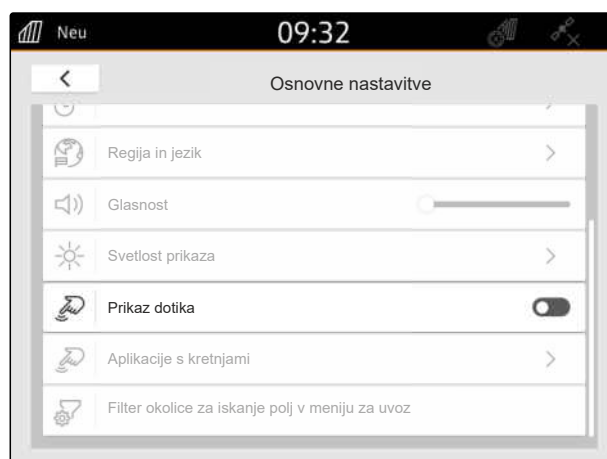 Neu
09:32
Osnovne nastavitve
Regija in jezik
Glasnost
Svetlost prikaza
Prikaz dotika
Aplikacije s kretnjami
Filter okolice za iskanje polj v meniju za uvoz